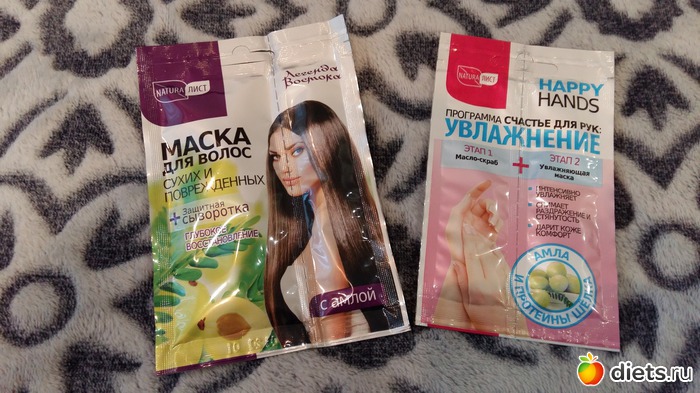 NATURA ЛИСТ
Легенда
Востока
МАСКА
ДЛЯ ВОЛОС
СУХИХ И
ПОВРЕЖДЕННЫХ
+ Защитная
сыворотка
ГЛУБОКОЕ
ВОССТАНОВЛЕНИЕ
С АМЛОЙ
NATURA ЛИСТ
HAPPY
HANDS
ПРОГРАММА СЧАСТЬЕ ДЛЯ РУК:
УВЛАЖНЕНИЕ
ЭТАП 1
Масло-скраб
+
ЭТАП 2
Увлажняющая
маска
ИНТЕНСИВНО
УВЛАЖНЯЕТ
СНИМАЕТ
РАЗДРАЖЕНИЕ И
СТЯНУТОСТЬ
ДАРИТ КОЖЕ
КОМФОРТ
АМЛА
И ПРОТЕИНЫ ШЕЛКА
diets.ru